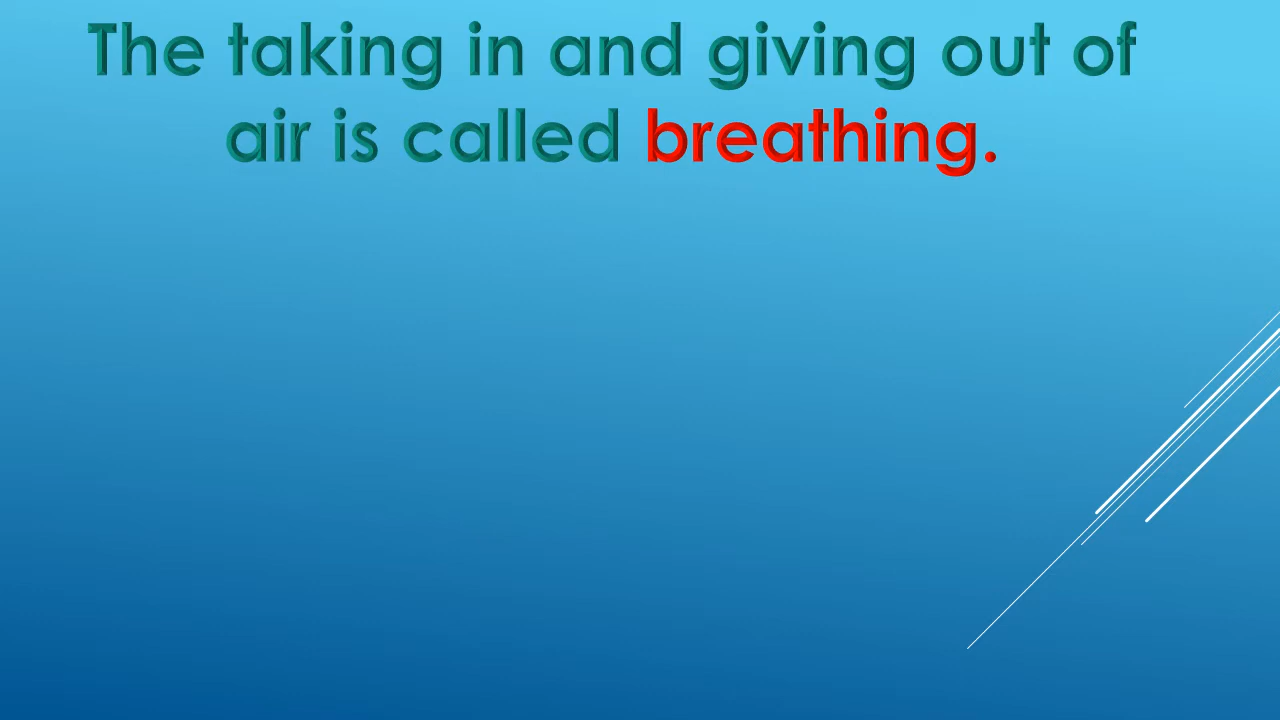 The taking in and giving out of
air is called breathing.